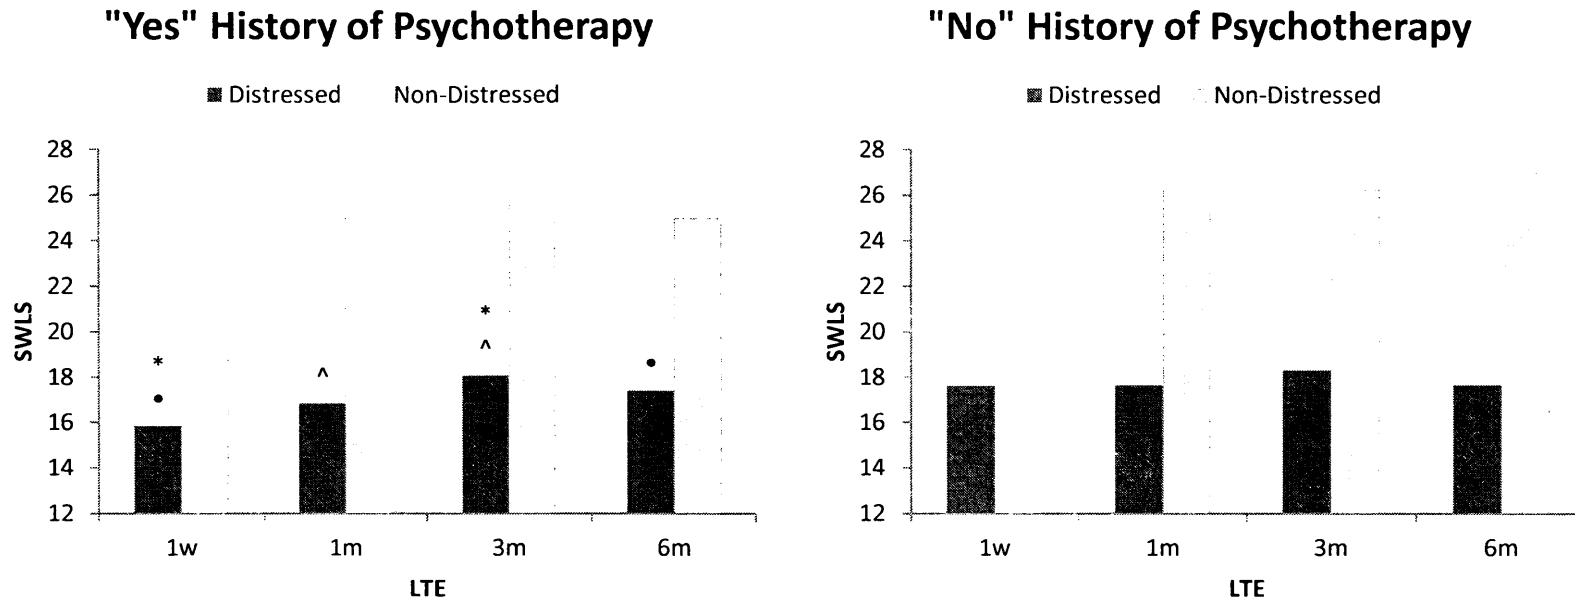 "Yes" History of Psychotherapy
Distressed Non-Distressed
28
26
24
22
20
18
16
14
12
SWLS
*
•
^
*
^
•
1w 1m 3m 6m
LTE
"No" History of Psychotherapy
Distressed Non-Distressed
28
26
24
22
20
18
16
14
12
SWLS
1w 1m 3m 6m
LTE